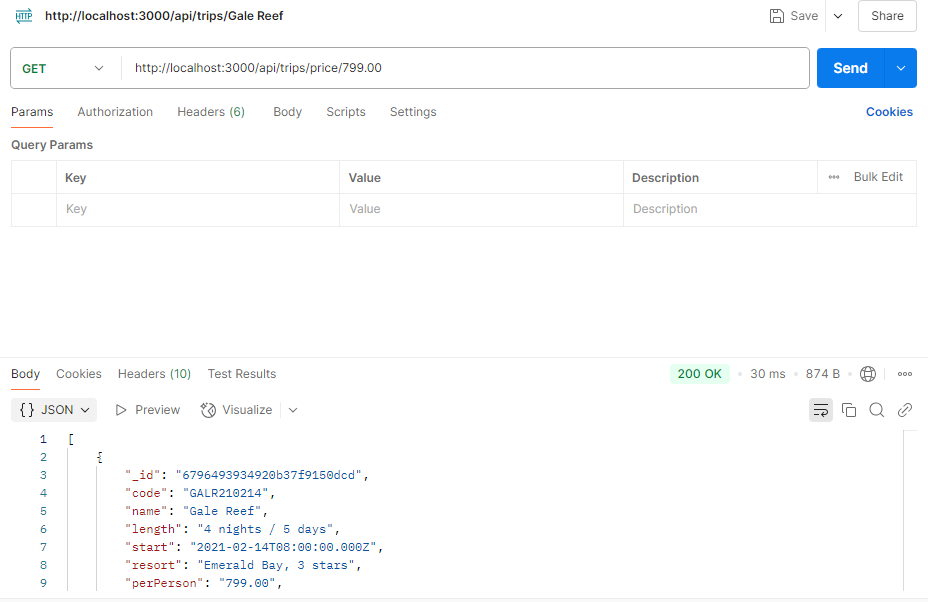 HTTP http://localhost:3000/api/trips/Gale Reef Save Share
GET http://localhost:3000/api/trips/price/799.00 Send
Params Authorization Headers (6) Body Scripts Settings Cookies
Query Params
Key Value Description Bulk Edit
Key Value Description
Body Cookies Headers (10) Test Results 200 OK 30 ms 874 B
{} JSON Preview Visualize
1 [
2 {
3 "_id": "6796493934920b37f9150dcd",
4 "code": "GALR210214",
5 "name": "Gale Reef",
6 "length": "4 nights / 5 days",
7 "start": "2021-02-14T08:00:00.000Z",
8 "resort": "Emerald Bay, 3 stars",
9 "perPerson": "799.00",